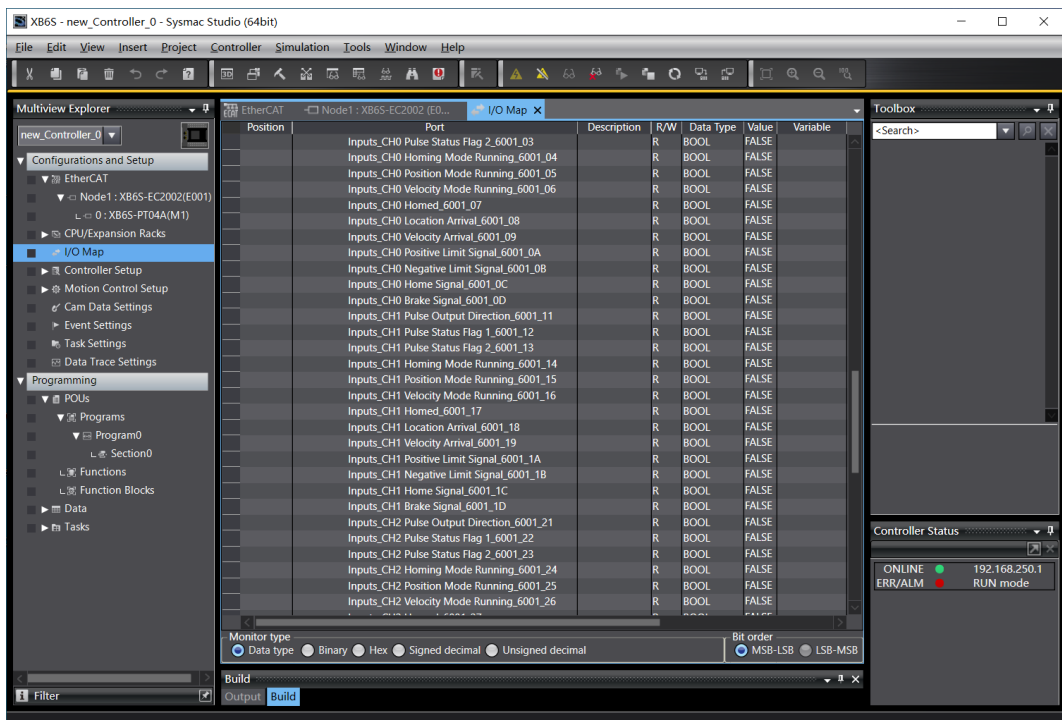 XB6S - new_Controller_0 - Sysmac Studio (64bit)
File Edit View Insert Project Controller Simulation Tools Window Help
Multiview Explorer
new_Controller_0
Configurations and Setup
EtherCAT
Node1 : XB6S-EC2002(E001)
0 : XB6S-PT04A(M1)
CPU/Expansion Racks
I/O Map
Controller Setup
Motion Control Setup
Cam Data Settings
Event Settings
Task Settings
Data Trace Settings
Programming
POUs
Programs
Program0
Section0
Functions
Function Blocks
Data
Tasks
Filter
EtherCAT Node1 : XB6S-EC2002 (E0... I/O Map
Position Port Description R/W Data Type Value Variable
Inputs_CH0 Pulse Status Flag 2_6001_03 R BOOL FALSE
Inputs_CH0 Homing Mode Running_6001_04 R BOOL FALSE
Inputs_CH0 Position Mode Running_6001_05 R BOOL FALSE
Inputs_CH0 Velocity Mode Running_6001_06 R BOOL FALSE
Inputs_CH0 Homed_6001_07 R BOOL FALSE
Inputs_CH0 Location Arrival_6001_08 R BOOL FALSE
Inputs_CH0 Velocity Arrival_6001_09 R BOOL FALSE
Inputs_CH0 Positive Limit Signal_6001_0A R BOOL FALSE
Inputs_CH0 Negative Limit Signal_6001_0B R BOOL FALSE
Inputs_CH0 Home Signal_6001_0C R BOOL FALSE
Inputs_CH0 Brake Signal_6001_0D R BOOL FALSE
Inputs_CH1 Pulse Output Direction_6001_11 R BOOL FALSE
Inputs_CH1 Pulse Status Flag 1_6001_12 R BOOL FALSE
Inputs_CH1 Pulse Status Flag 2_6001_13 R BOOL FALSE
Inputs_CH1 Homing Mode Running_6001_14 R BOOL FALSE
Inputs_CH1 Position Mode Running_6001_15 R BOOL FALSE
Inputs_CH1 Velocity Mode Running_6001_16 R BOOL FALSE
Inputs_CH1 Homed_6001_17 R BOOL FALSE
Inputs_CH1 Location Arrival_6001_18 R BOOL FALSE
Inputs_CH1 Velocity Arrival_6001_19 R BOOL FALSE
Inputs_CH1 Positive Limit Signal_6001_1A R BOOL FALSE
Inputs_CH1 Negative Limit Signal_6001_1B R BOOL FALSE
Inputs_CH1 Home Signal_6001_1C R BOOL FALSE
Inputs_CH1 Brake Signal_6001_1D R BOOL FALSE
Inputs_CH2 Pulse Output Direction_6001_21 R BOOL FALSE
Inputs_CH2 Pulse Status Flag 1_6001_22 R BOOL FALSE
Inputs_CH2 Pulse Status Flag 2_6001_23 R BOOL FALSE
Inputs_CH2 Homing Mode Running_6001_24 R BOOL FALSE
Inputs_CH2 Position Mode Running_6001_25 R BOOL FALSE
Inputs_CH2 Velocity Mode Running_6001_26 R BOOL FALSE
Monitor type
Data type Binary Hex Signed decimal Unsigned decimal
Bit order
MSB-LSB LSB-MSB
Build
Output Build
Toolbox
<Search>
Controller Status
ONLINE 192.168.250.1
ERR/ALM RUN mode